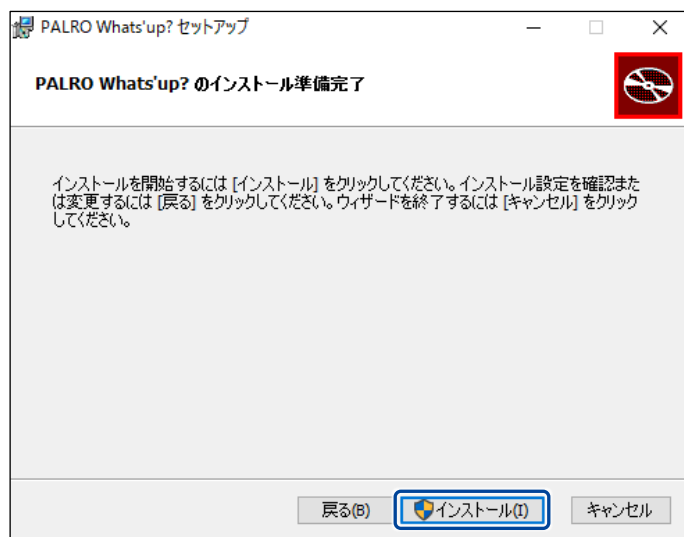 PALRO Whats'up? セットアップ
PALRO Whats'up? のインストール準備完了
インストールを開始するには [インストール] をクリックしてください。インストール設定を確認また
は変更するには [戻る] をクリックしてください。ウィザードを終了するには [キャンセル] をクリック
してください。
戻る(B) インストール(I) キャンセル